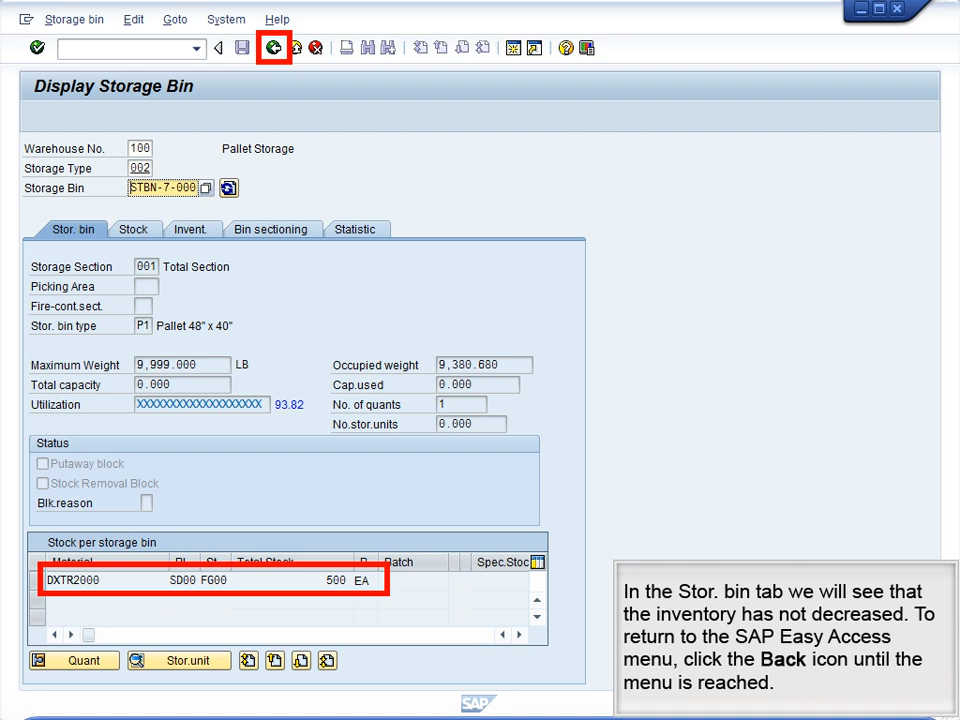 Storage bin Edit Goto System Help
Display Storage Bin
Warehouse No. 100 Pallet Storage
Storage Type 002
Storage Bin STBN-7-000
Stor. bin Stock Invent. Bin sectioning Statistic
Storage Section 001 Total Section
Picking Area
Fire-cont.sect.
Stor. bin type P1 Pallet 48" x 40"
Maximum Weight 9,999.000 LB Occupied weight 9,380.680
Total capacity 0.000 Cap.used 0.000
Utilization XXXXXXXXXXXXXXXXXXX 93.82 No. of quants 1
No.stor.units 0.000
Status
Putaway block
Stock Removal Block
Blk.reason
Stock per storage bin
Material Pl St Total Stock B Batch Spec.Stoc
DXTR2000 SD00 FG00 500 EA
Quant Stor.unit
In the Stor. bin tab we will see that
the inventory has not decreased. To
return to the SAP Easy Access
menu, click the Back icon until the
menu is reached.
SAP